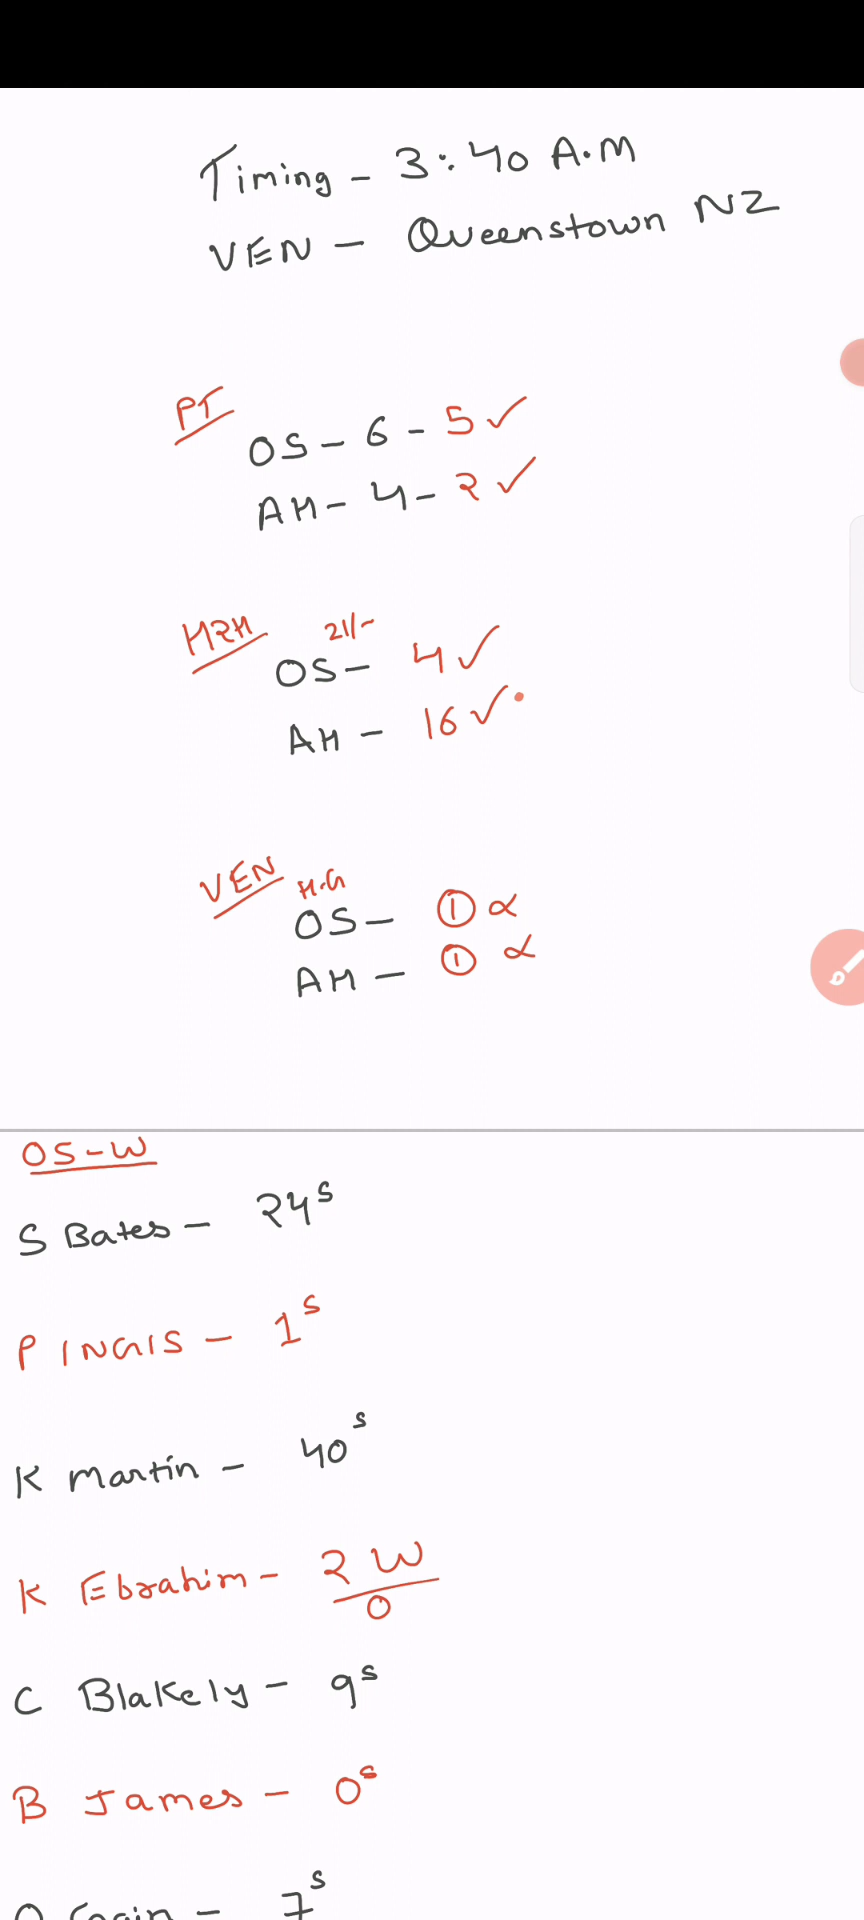 Timing - 3:40 A.M
VEN - Queenstown NZ
PT
OS - 6 - 5 ✓
AH - 4 - 2 ✓
H2H
21/-
OS - 4 ✓
AH - 16 ✓
VEN
H.G
OS - ① α
AH - ① α
OS-W
S Bates - 24ˢ
P INGIS - 1ˢ
K Martin - 40ˢ
K Ebrahim - 2 W
0
C Blakely - 9ˢ
B James - 0ˢ
- 7ˢ